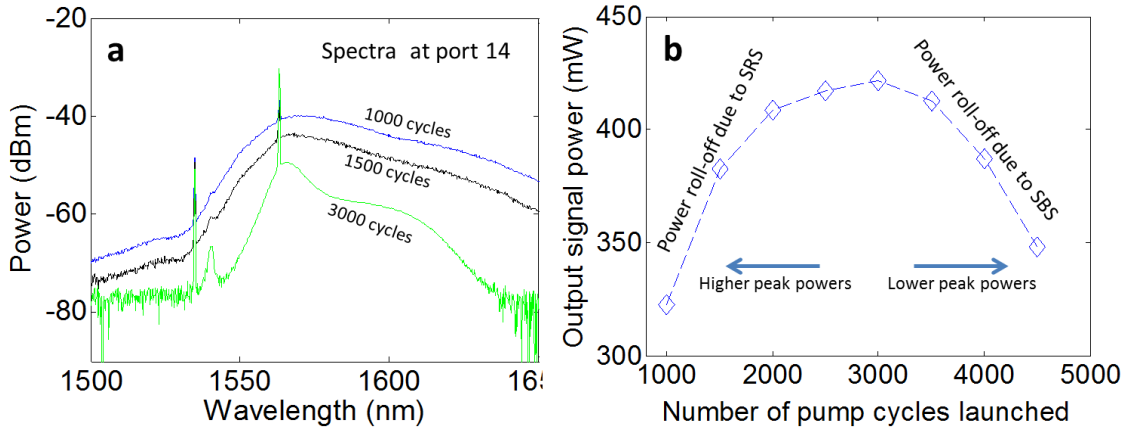 a
Spectra at port 14
1000 cycles
1500 cycles
3000 cycles
-20
-40
-60
-80
Power (dBm)
1500
1550
1600
Wavelength (nm)
b
Power roll-off due to SRS
Power roll-off due to SBS
Higher peak powers
Lower peak powers
450
400
350
300
Output signal power (mW)
1000
2000
3000
4000
5000
Number of pump cycles launched